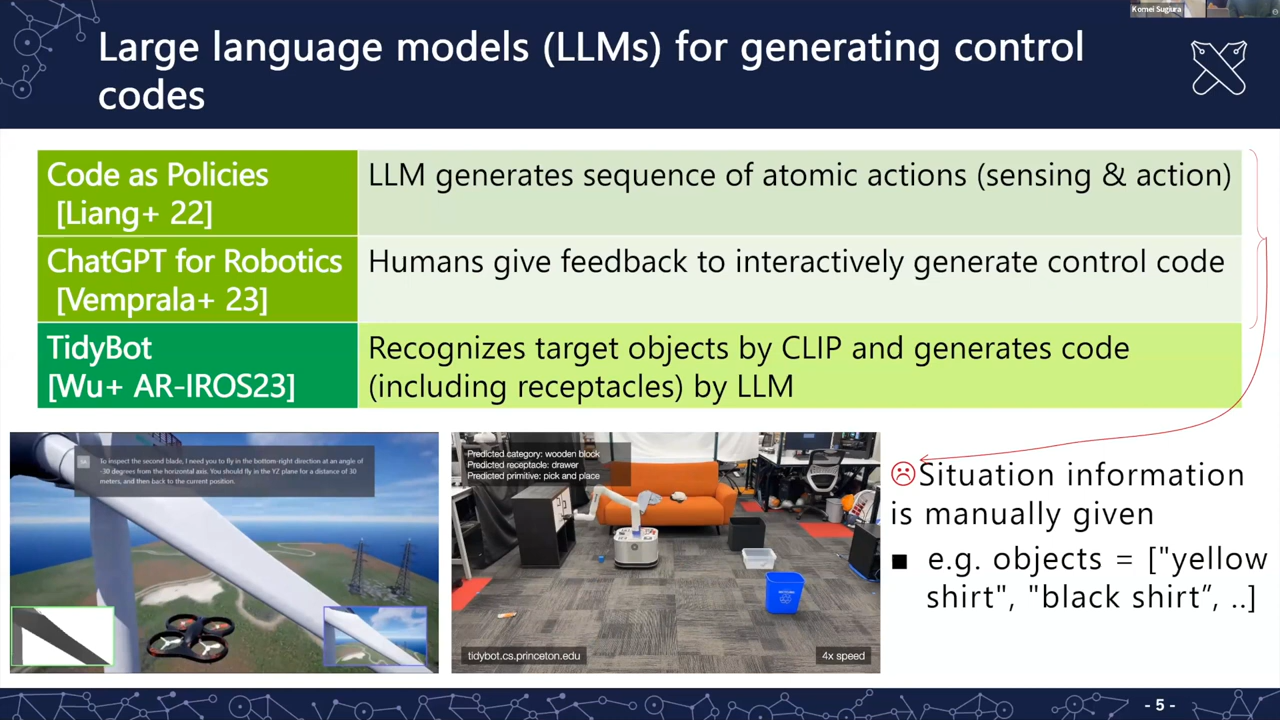 Komei Sugiura
Large language models (LLMs) for generating control
codes
Code as Policies
[Liang+ 22]
LLM generates sequence of atomic actions (sensing & action)
ChatGPT for Robotics
[Vemprala+ 23]
Humans give feedback to interactively generate control code
TidyBot
[Wu+ AR-IROS23]
Recognizes target objects by CLIP and generates code
(including receptacles) by LLM
To inspect the second blade, I need you to fly in the bottom-right direction at an angle of
-30 degrees from the horizontal axis. You should fly in the YZ plane for a distance of 30
meters, and then back to the current position.
Predicted category: wooden block
Predicted receptacle: drawer
Predicted primitive: pick and place
tidybot.cs.princeton.edu
4x speed
Situation information
is manually given
■ e.g. objects = ["yellow
shirt", "black shirt", ..]
- 5 -